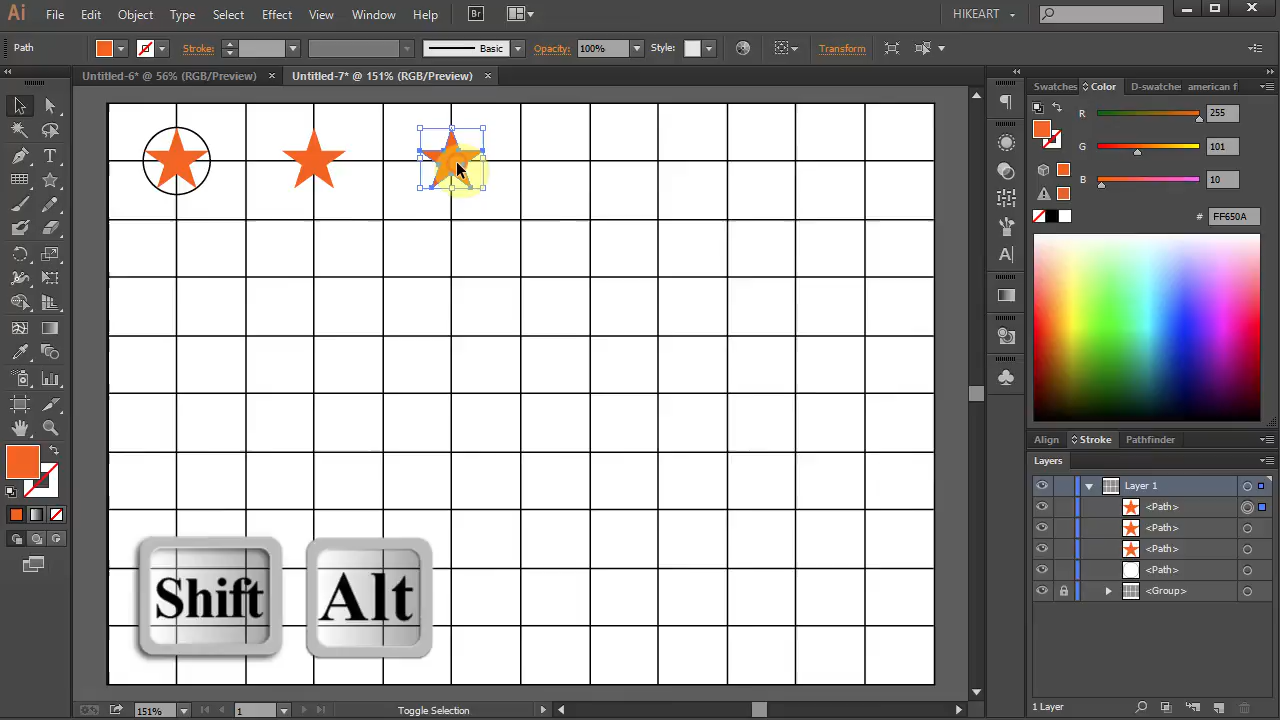 Ai File Edit Object Type Select Effect View Window Help Br HIKEART
Path Stroke: Basic Opacity: 100% Style: Transform
Untitled-6* @ 56% (RGB/Preview) × Untitled-7* @ 151% (RGB/Preview) ×
Swatches Color D-swatche american f
R 255
G 101
B 10
# FF650A
Align Stroke Pathfinder
Layers
Layer 1
<Path>
<Path>
<Path>
<Path>
<Group>
Shift Alt
151% 1 Toggle Selection 1 Layer